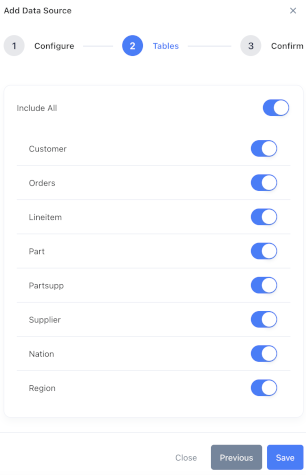 Add Data Source ×
1 Configure 2 Tables 3 Confirm
Include All
Customer
Orders
Lineitem
Part
Partsupp
Supplier
Nation
Region
Close Previous Save